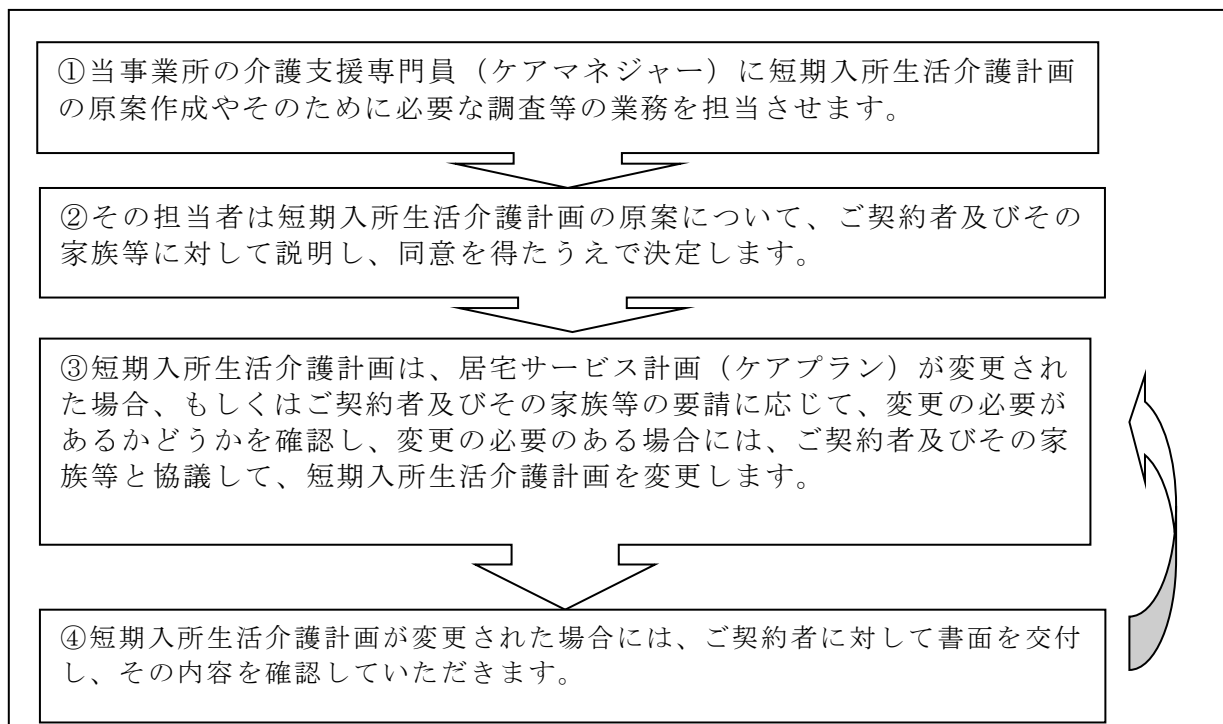 ①当事業所の介護支援専門員（ケアマネジャー）に短期入所生活介護計画
の原案作成やそのために必要な調査等の業務を担当させます。
②その担当者は短期入所生活介護計画の原案について、ご契約者及びその
家族等に対して説明し、同意を得たうえで決定します。
③短期入所生活介護計画は、居宅サービス計画（ケアプラン）が変更され
た場合、もしくはご契約者及びその家族等の要請に応じて、変更の必要が
あるかどうかを確認し、変更の必要のある場合には、ご契約者及びその家
族等と協議して、短期入所生活介護計画を変更します。
④短期入所生活介護計画が変更された場合には、ご契約者に対して書面を交付
し、その内容を確認していただきます。